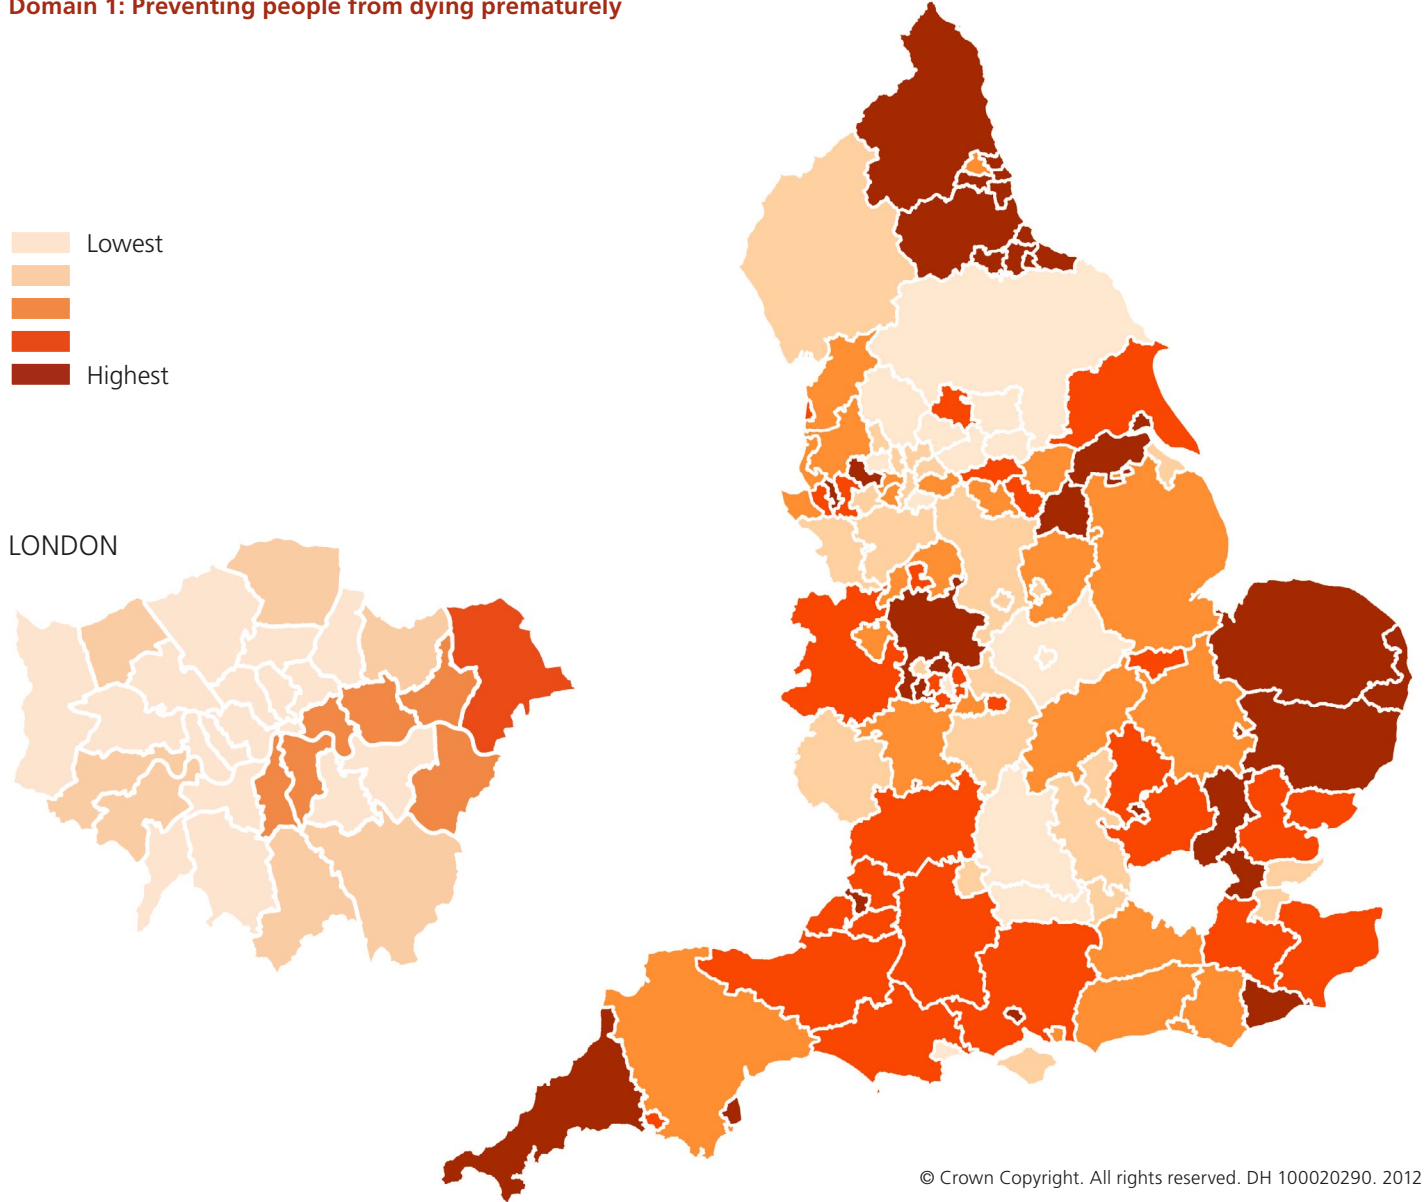 Domain 1: Preventing people from dying prematurely
Lowest
Highest
LONDON
© Crown Copyright. All rights reserved. DH 100020290. 2012